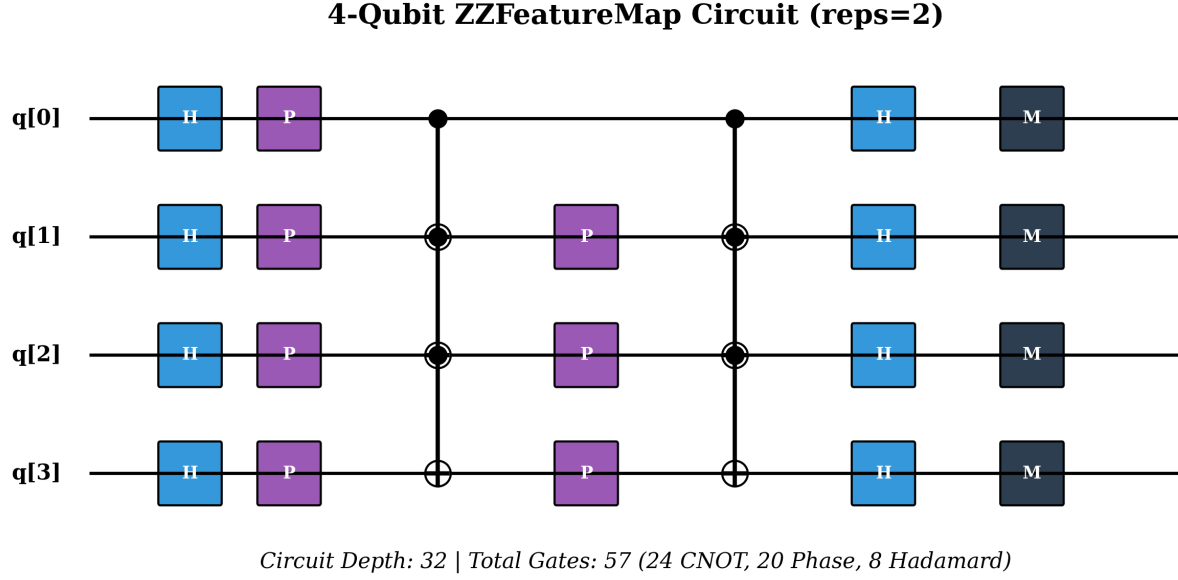 4-Qubit ZZFeatureMap Circuit (reps=2)
q[0] H P H M
q[1] H P P H M
q[2] H P P H M
q[3] H P P H M
Circuit Depth: 32 | Total Gates: 57 (24 CNOT, 20 Phase, 8 Hadamard)